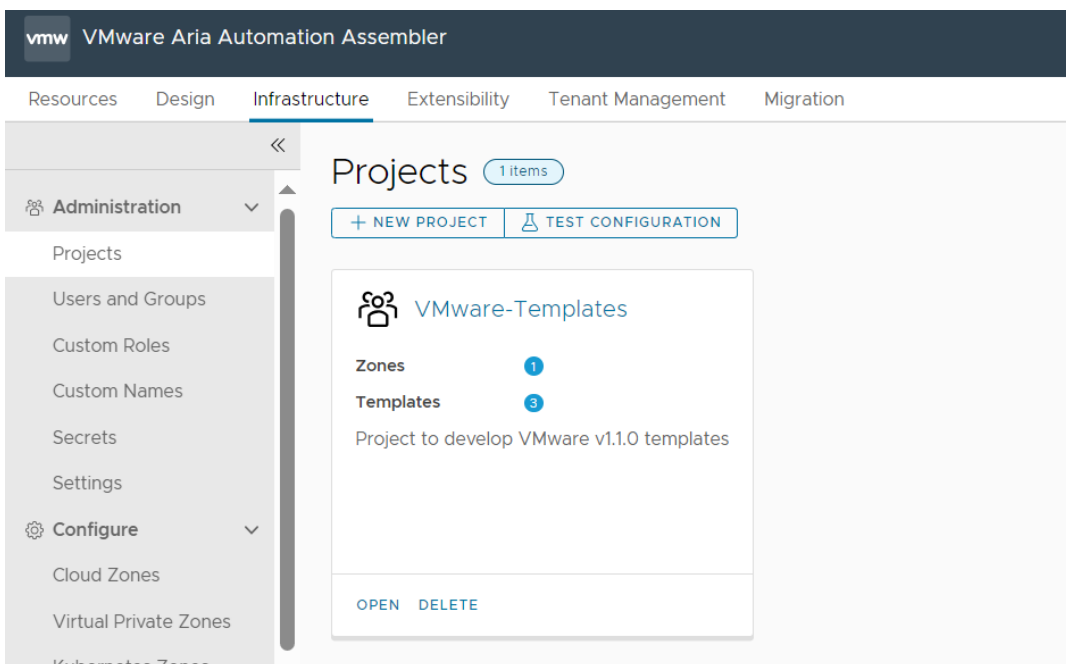 vmw VMware Aria Automation Assembler
Resources Design Infrastructure Extensibility Tenant Management Migration
Administration
Projects
Users and Groups
Custom Roles
Custom Names
Secrets
Settings
Configure
Cloud Zones
Virtual Private Zones
Kubernetes Zones
Projects 1 items
+ NEW PROJECT TEST CONFIGURATION
VMware-Templates
Zones 1
Templates 3
Project to develop VMware v1.1.0 templates
OPEN DELETE